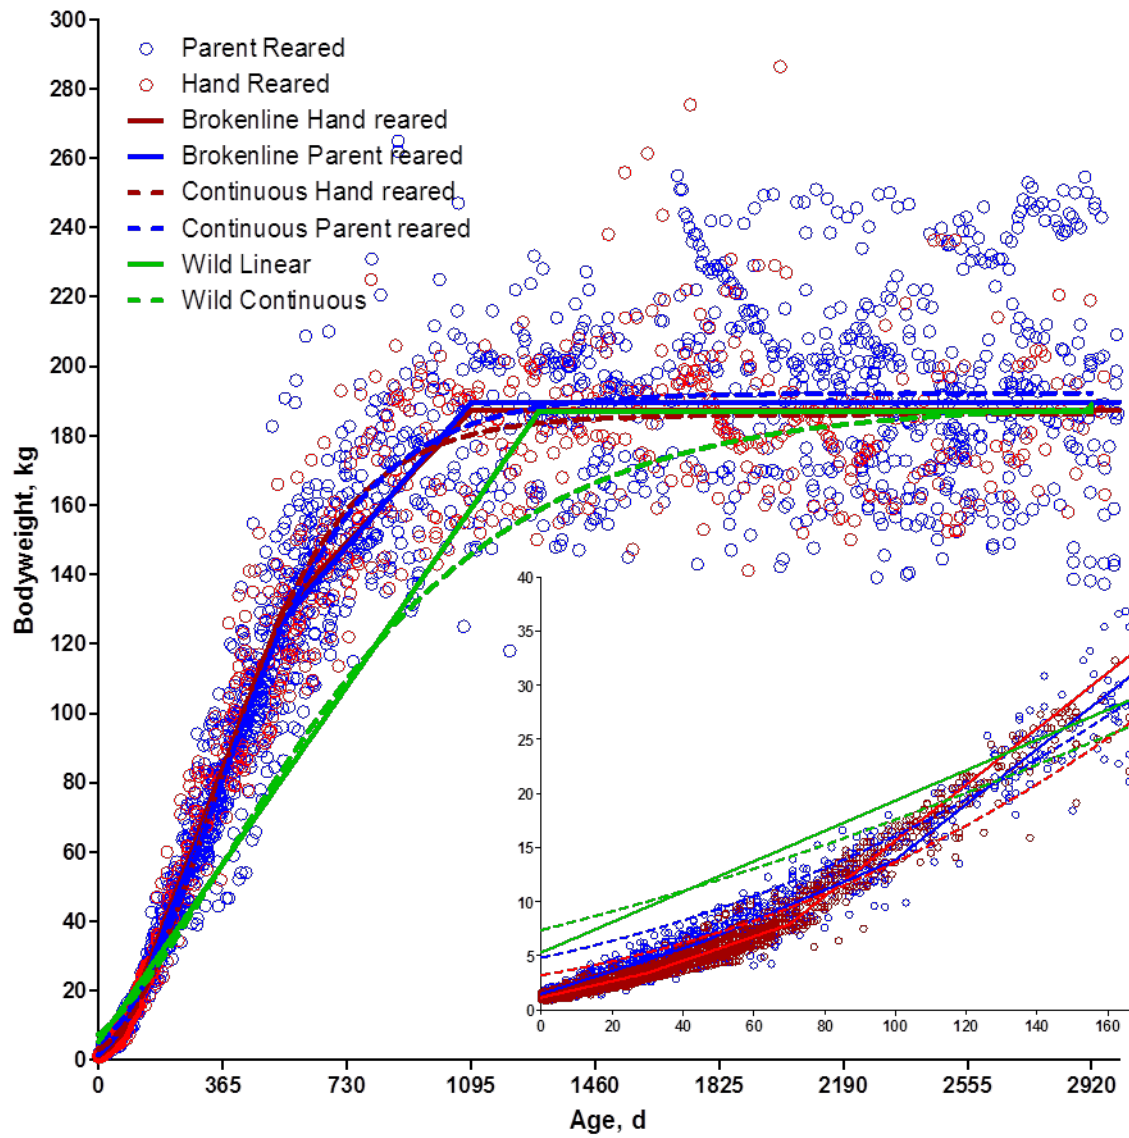 300
280
260
240
220
200
180
160
140
120
100
80
60
40
20
0
Bodyweight, kg
Parent Reared
Hand Reared
Brokenline Hand reared
Brokenline Parent reared
Continuous Hand reared
Continuous Parent reared
Wild Linear
Wild Continuous
40
35
30
25
20
15
10
5
0
0 20 40 60 80 100 120 140 160
0 365 730 1095 1460 1825 2190 2555 2920
Age, d